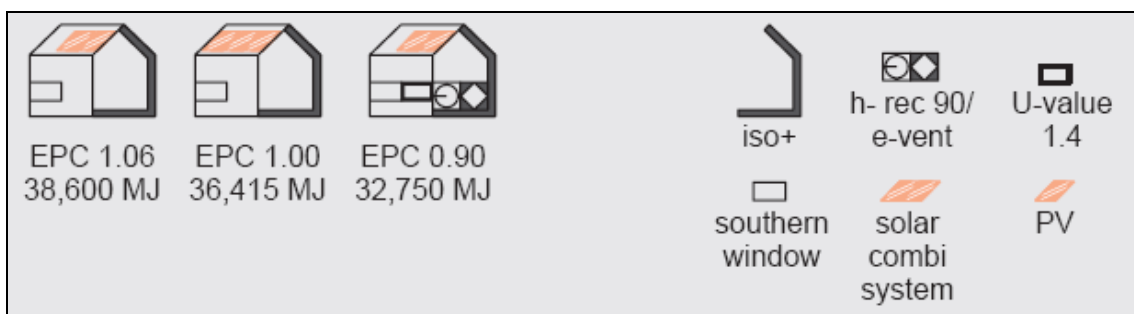 EPC 1.06
38,600 MJ
EPC 1.00
36,415 MJ
EPC 0.90
32,750 MJ
iso+
h- rec 90/
e-vent
U-value
1.4
southern
window
solar
combi
system
PV